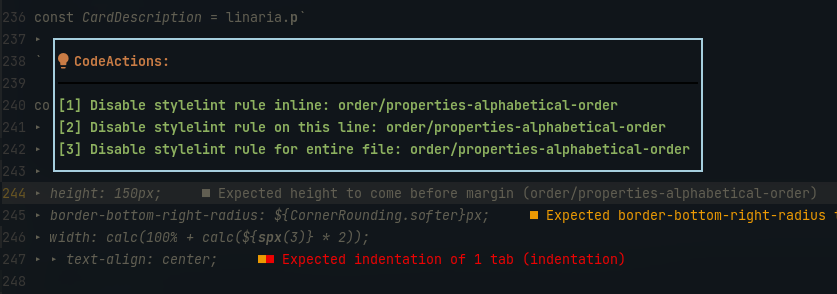 236 const CardDescription = linaria.p`
237 ▸
238 `
CodeActions:
239
240 co
[1] Disable stylelint rule inline: order/properties-alphabetical-order
241 ▸
[2] Disable stylelint rule on this line: order/properties-alphabetical-order
242 ▸
[3] Disable stylelint rule for entire file: order/properties-alphabetical-order
243 ▸
244 ▸ height: 150px; ■ Expected height to come before margin (order/properties-alphabetical-order)
245 ▸ border-bottom-right-radius: ${CornerRounding.softer}px; ■ Expected border-bottom-right-radius
246 ▸ width: calc(100% + calc(${spx(3)} * 2));
247 ▸ ▸ text-align: center; ■■ Expected indentation of 1 tab (indentation)
248